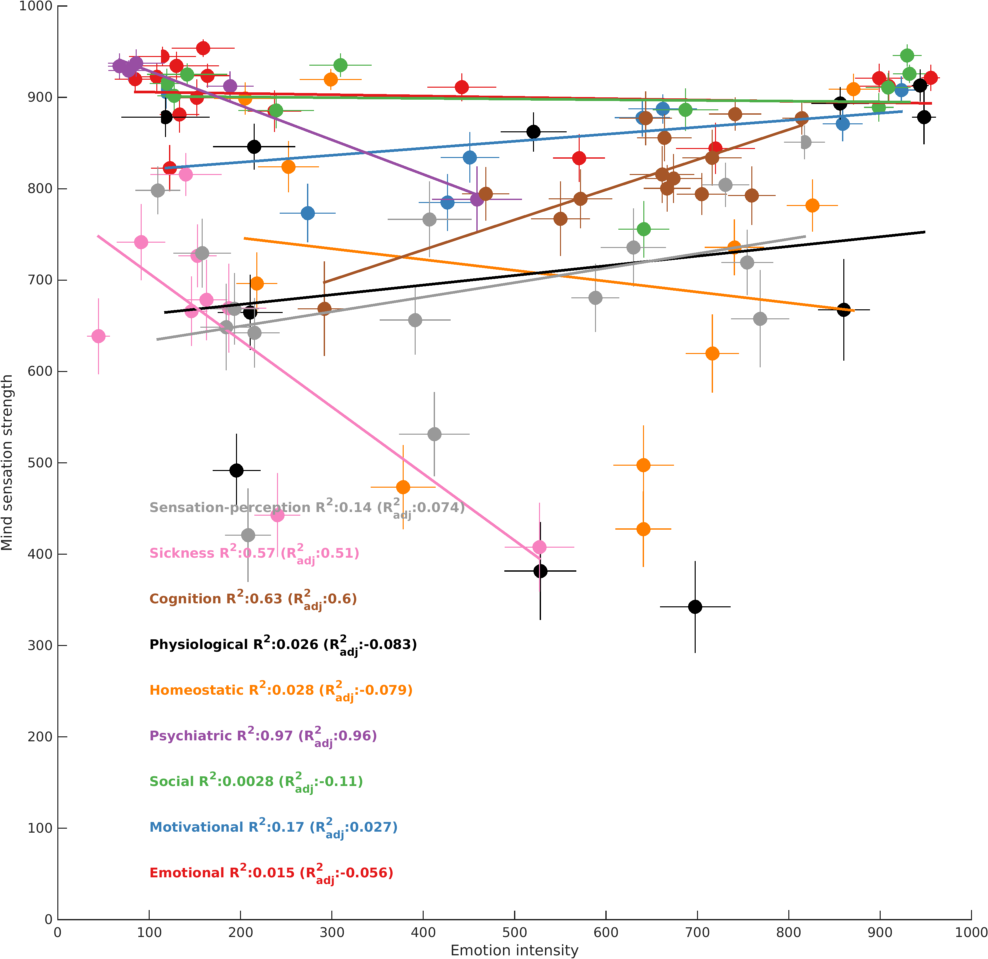 1000
900
800
700
600
500
400
300
200
100
0
Mind sensation strength
Sensation-perception R²:0.14 (R²adj:0.074)
Sickness R²:0.57 (R²adj:0.51)
Cognition R²:0.63 (R²adj:0.6)
Physiological R²:0.026 (R²adj:-0.083)
Homeostatic R²:0.028 (R²adj:-0.079)
Psychiatric R²:0.97 (R²adj:0.96)
Social R²:0.0028 (R²adj:-0.11)
Motivational R²:0.17 (R²adj:0.027)
Emotional R²:0.015 (R²adj:-0.056)
0 100 200 300 400 500 600 700 800 900 1000
Emotion intensity